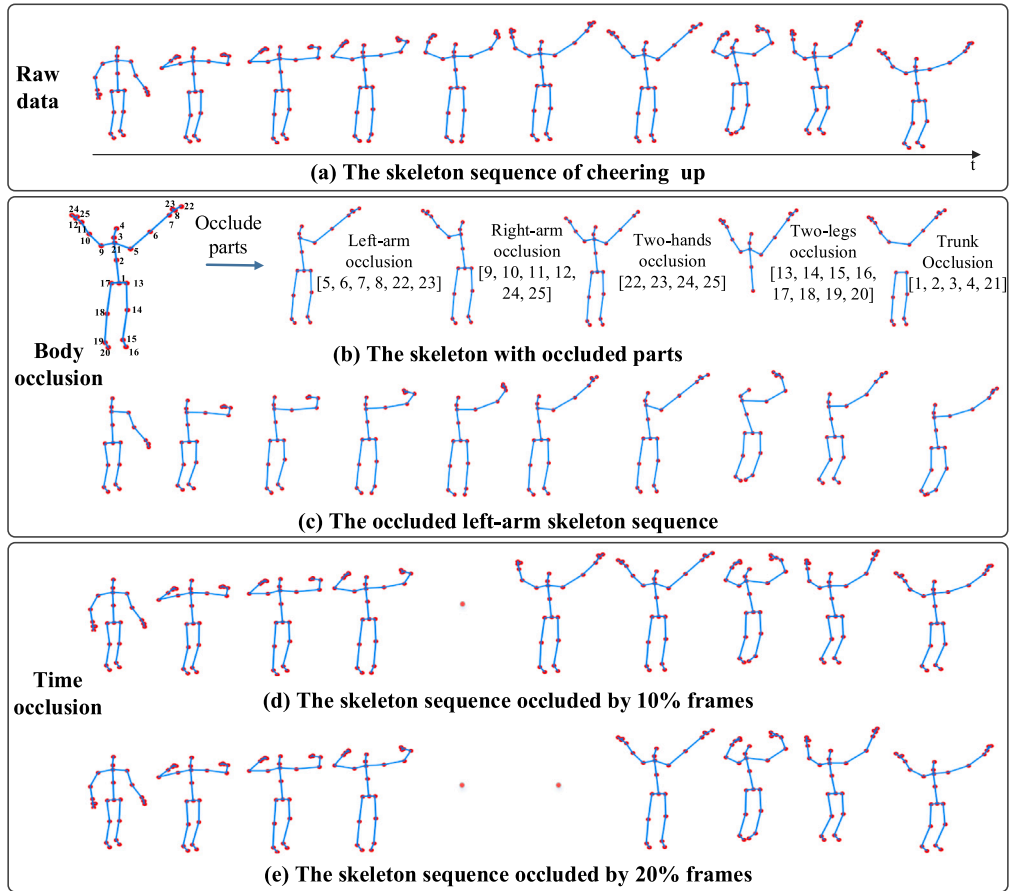 Raw
data
t
(a) The skeleton sequence of cheering up
24
25
12
11
10
9
4
3
21
2
5
6
7
8
23
22
1
17
13
18
14
19
20
15
16
Occlude
parts
Left-arm
occlusion
[5, 6, 7, 8, 22, 23]
Right-arm
occlusion
[9, 10, 11, 12,
24, 25]
Two-hands
occlusion
[22, 23, 24, 25]
Two-legs
occlusion
[13, 14, 15, 16,
17, 18, 19, 20]
Trunk
Occlusion
[1, 2, 3, 4, 21]
(b) The skeleton with occluded parts
Body
occlusion
(c) The occluded left-arm skeleton sequence
(d) The skeleton sequence occluded by 10% frames
Time
occlusion
(e) The skeleton sequence occluded by 20% frames